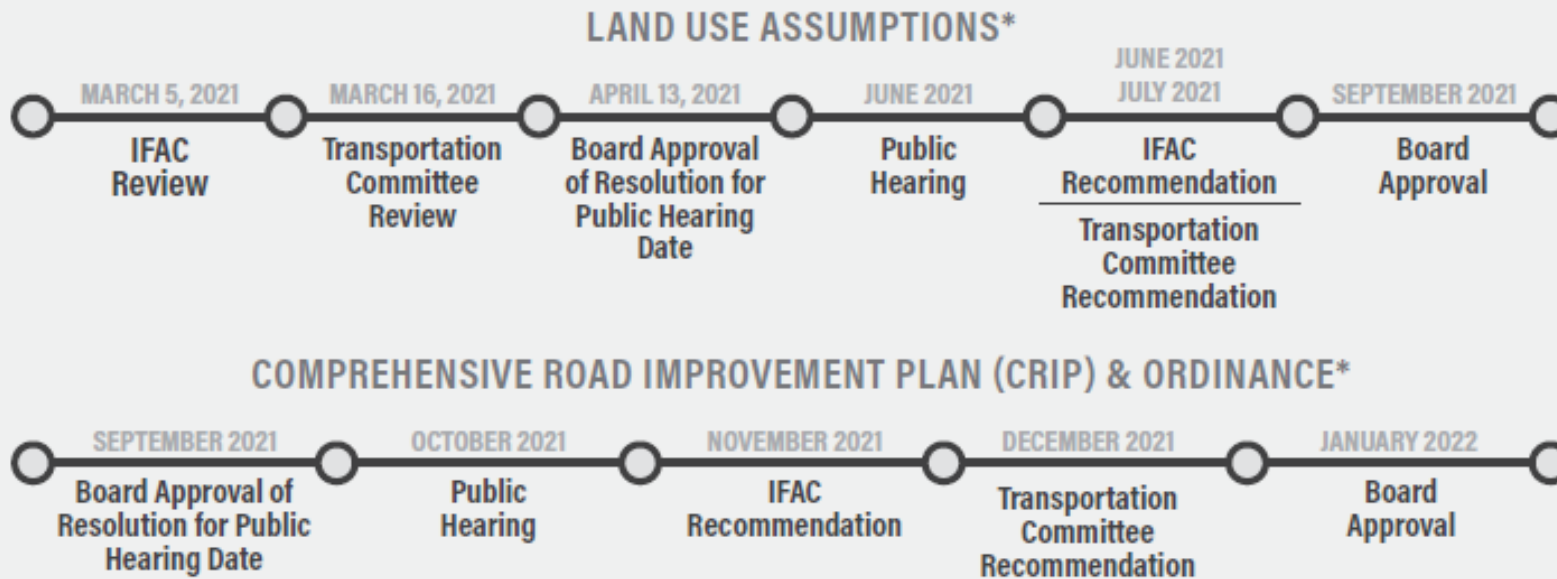 LAND USE ASSUMPTIONS*
MARCH 5, 2021
IFAC
Review
MARCH 16, 2021
Transportation
Committee
Review
APRIL 13, 2021
Board Approval
of Resolution for
Public Hearing
Date
JUNE 2021
Public
Hearing
JUNE 2021
JULY 2021
IFAC
Recommendation
Transportation
Committee
Recommendation
SEPTEMBER 2021
Board
Approval
COMPREHENSIVE ROAD IMPROVEMENT PLAN (CRIP) & ORDINANCE*
SEPTEMBER 2021
Board Approval of
Resolution for Public
Hearing Date
OCTOBER 2021
Public
Hearing
NOVEMBER 2021
IFAC
Recommendation
DECEMBER 2021
Transportation
Committee
Recommendation
JANUARY 2022
Board
Approval